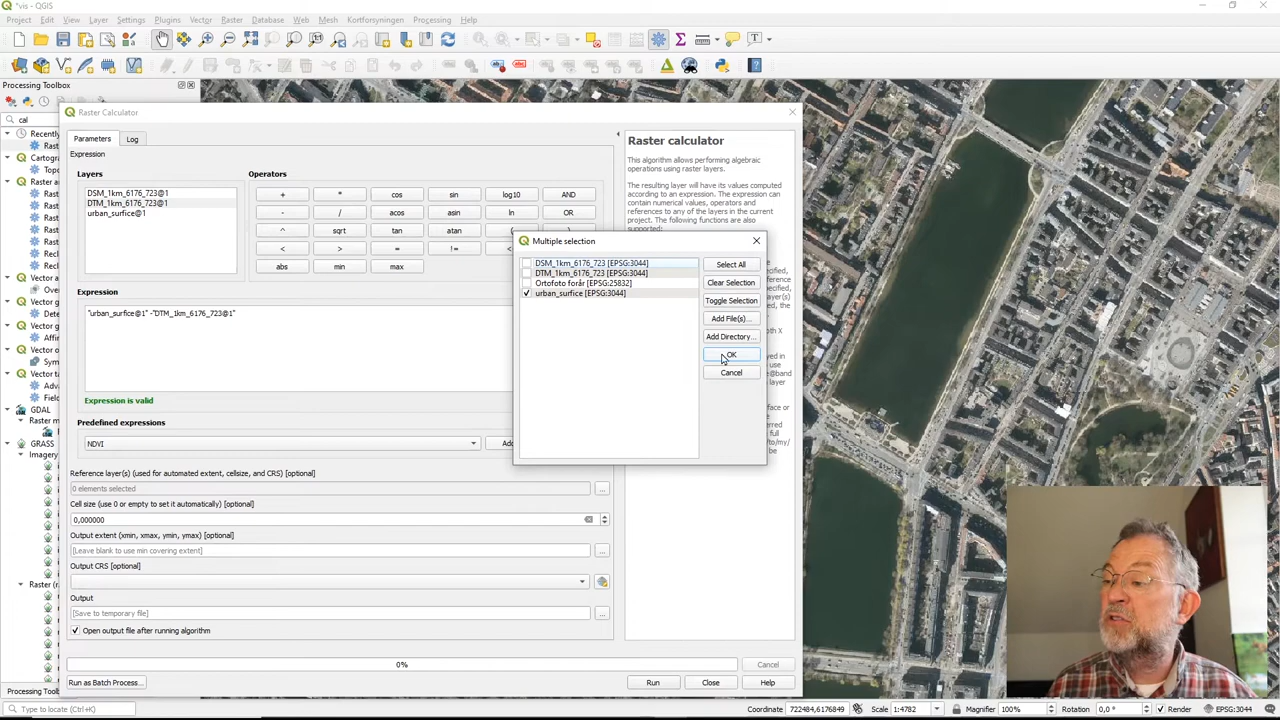 *vis - QGIS
Project Edit View Layer Settings Plugins Vector Raster Database Web Mesh Kortforsyningen Processing Help
Processing Toolbox
Raster Calculator
cal
Parameters Log
Expression
Layers
Operators
DSM_1km_6176_723@1
DTM_1km_6176_723@1
urban_surfice@1
+ * cos sin log10 AND
- / acos asin ln OR
^ sqrt tan atan (
< > = != <
abs min max
Expression
"urban_surfice@1" -"DTM_1km_6176_723@1"
Expression is valid
Predefined expressions
NDVI
Reference layer(s) (used for automated extent, cellsize, and CRS) [optional]
0 elements selected
...
Cell size (use 0 or empty to set it automatically) [optional]
0,000000
Output extent (xmin, xmax, ymin, ymax) [optional]
[Leave blank to use min covering extent]
...
Output CRS [optional]
Output
[Save to temporary file]
...
Open output file after running algorithm
0%
Cancel
Run as Batch Process...
Run Close Help
Raster calculator
This algorithm allows performing algebraic
operations using raster layers.
The resulting layer will have its values computed
according to an expression. The expression can
contain numerical values, operators and
references to any of the layers in the current
project. The following functions are also
supported:
Multiple selection
DSM_1km_6176_723 [EPSG:3044]
DTM_1km_6176_723 [EPSG:3044]
Ortofoto forår [EPSG:25832]
urban_surfice [EPSG:3044]
Select All
Clear Selection
Toggle Selection
Add File(s)...
Add Directory...
OK
Cancel
GDAL
GRASS
Processing Toolb
Type to locate (Ctrl+K)
Coordinate 722484,6176849 Scale 1:4782 Magnifier 100% Rotation 0,0 ° Render EPSG:3044